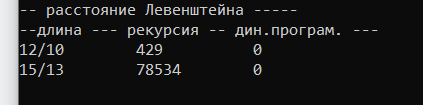 -- расстояние Левенштейна -----
--длина --- рекурсия -- дин.програм. ---
12/10 429 0
15/13 78534 0